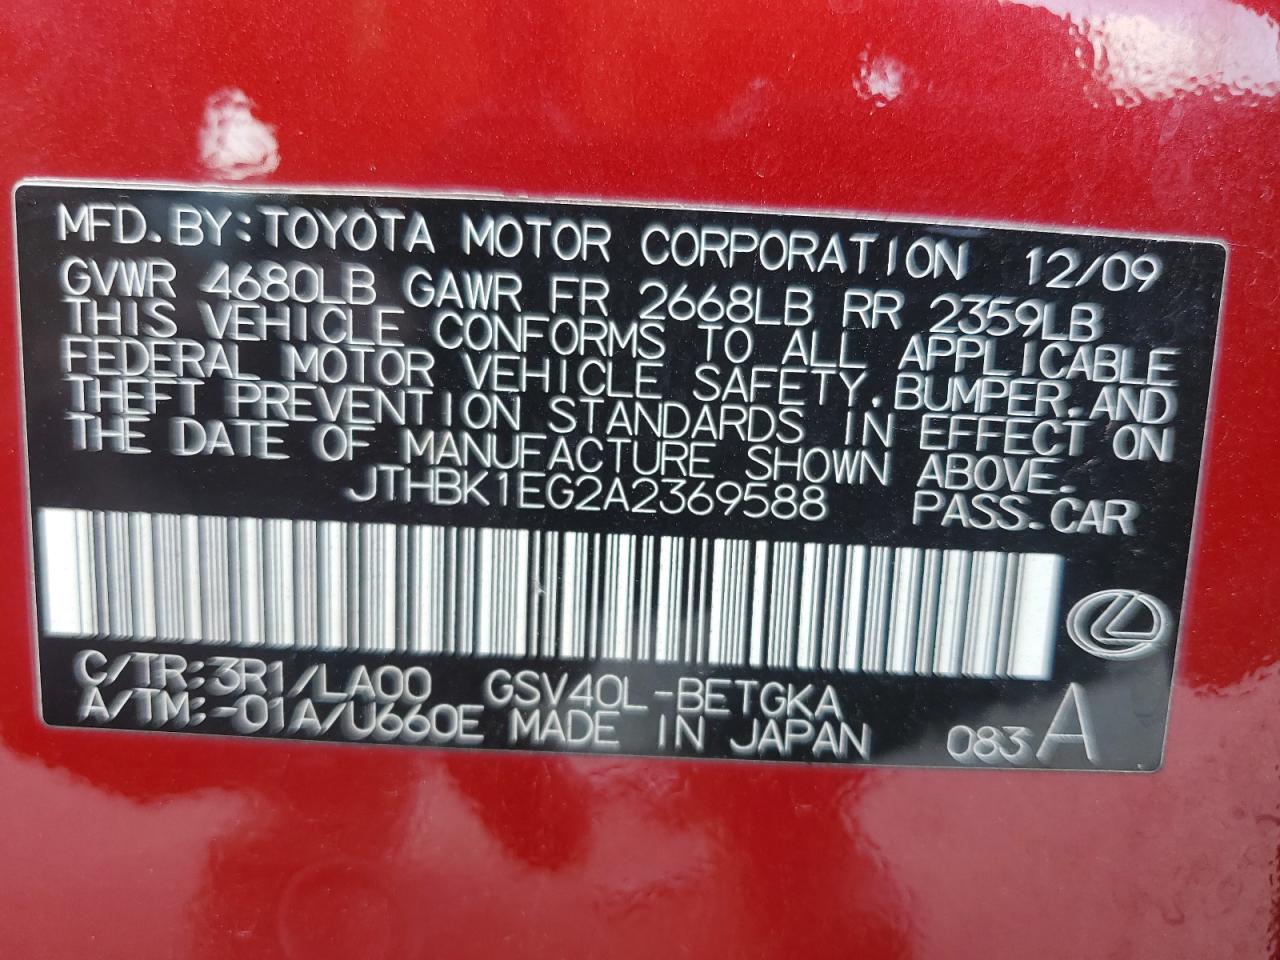 MFD.BY:TOYOTA MOTOR CORPORATION 12/09
GVWR 4680LB GAWR FR 2668LB RR 2359LB
THIS VEHICLE CONFORMS TO ALL APPLICABLE
FEDERAL MOTOR VEHICLE SAFETY,BUMPER,AND
THEFT PREVENTION STANDARDS IN EFFECT ON
THE DATE OF MANUFACTURE SHOWN ABOVE.
JTHBK1EG2A2369588 PASS.CAR
C/TR:3R1/LA00 GSV40L-BETGKA
A/TM:-01A/U660E MADE IN JAPAN 083A